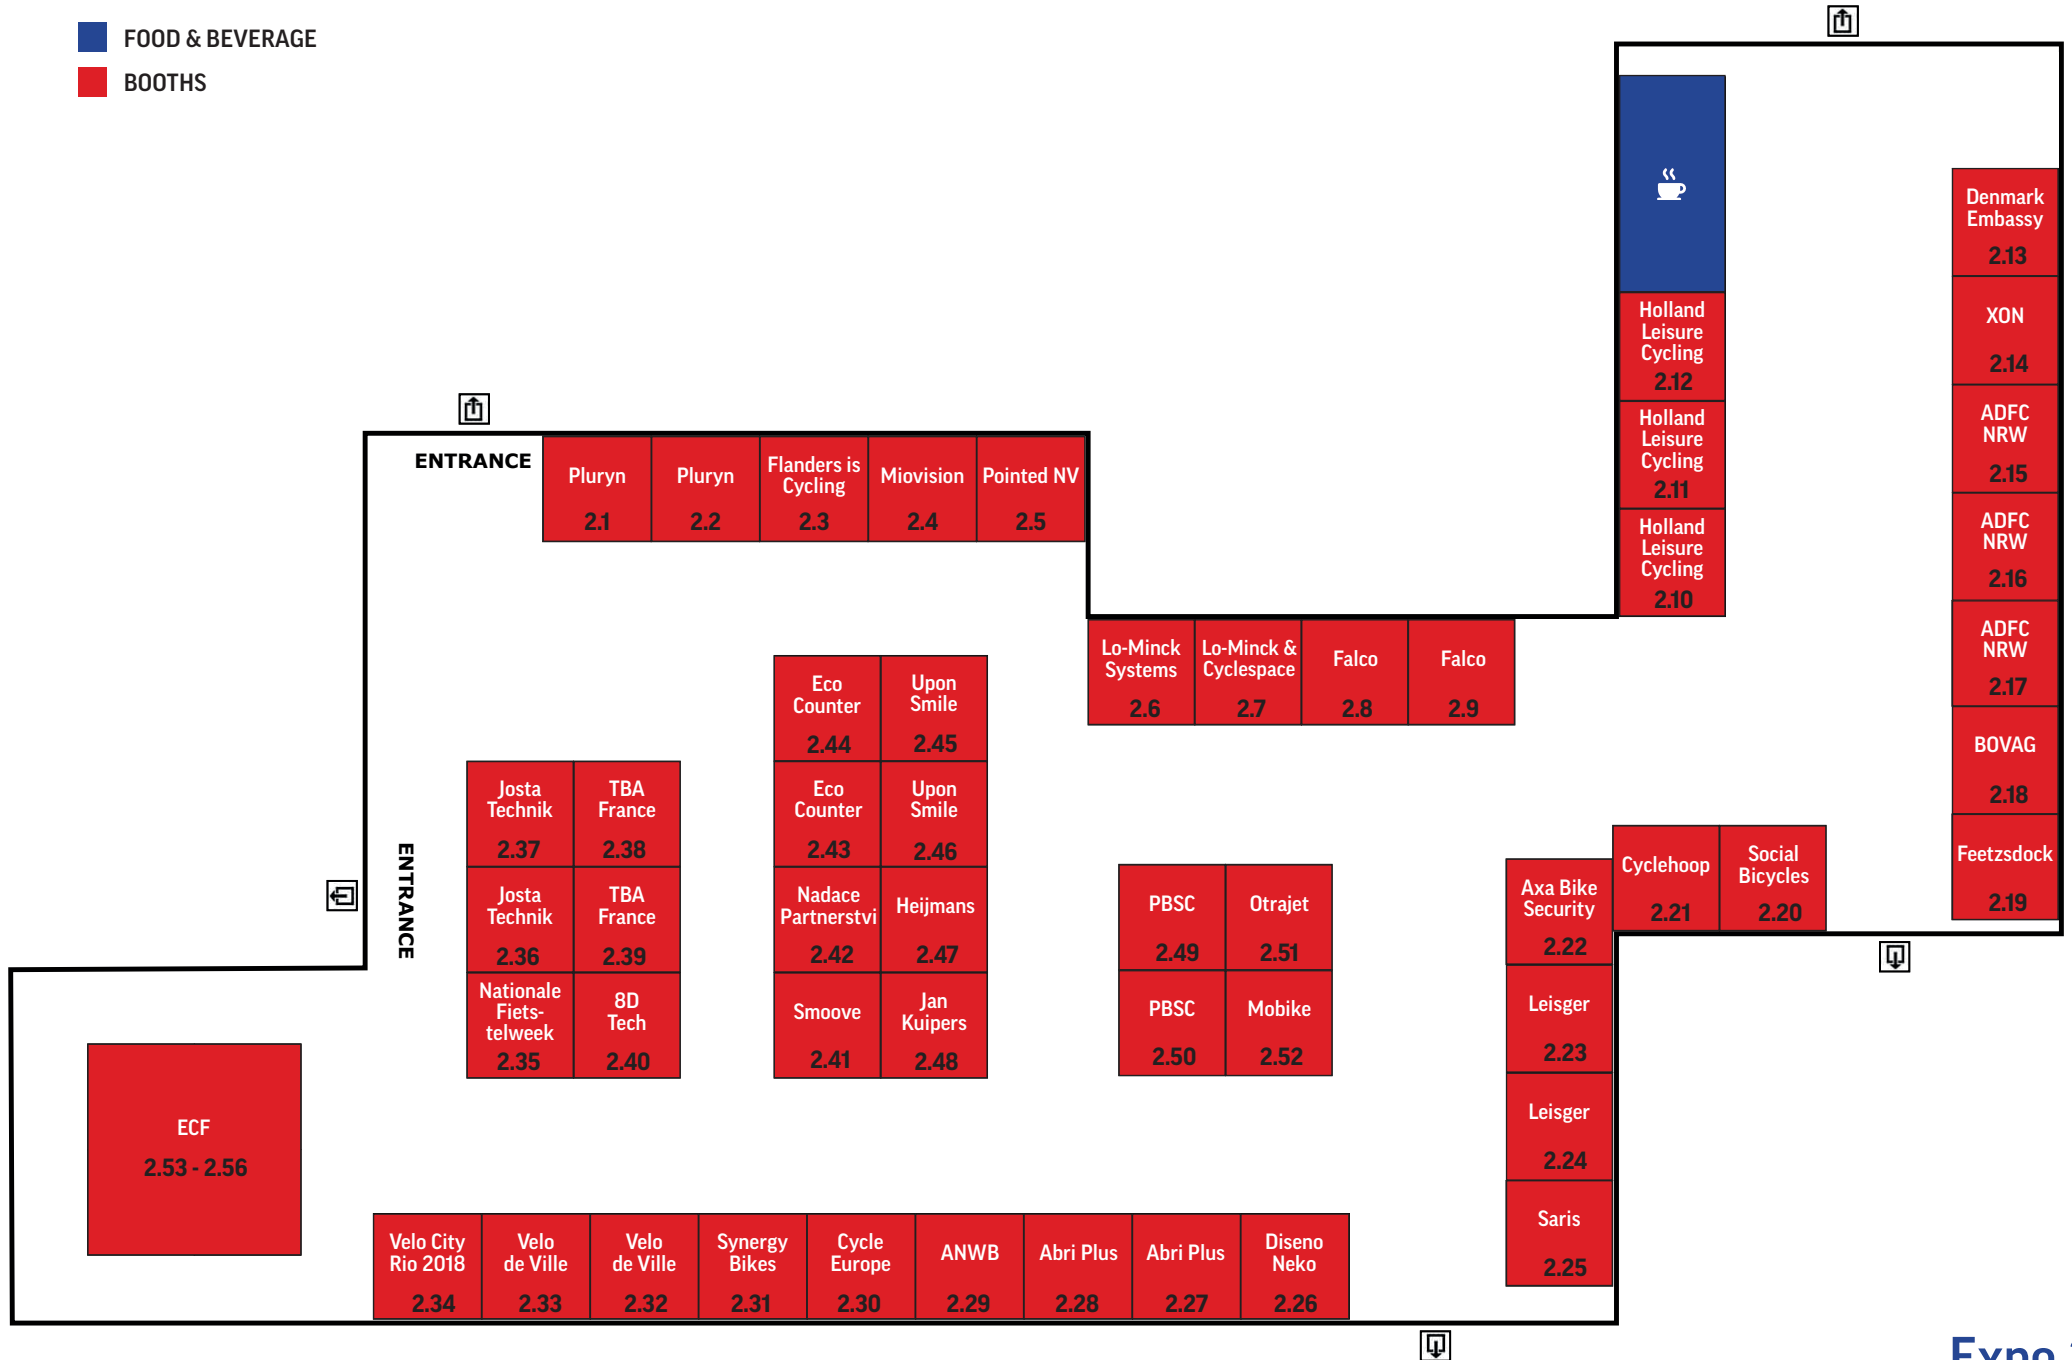 FOOD & BEVERAGE
BOOTHS
ENTRANCE
Pluryn
2.1
Pluryn
2.2
Flanders is
Cycling
2.3
Miovision
2.4
Pointed NV
2.5
Lo-Minck
Systems
2.6
Lo-Minck &
Cyclespace
2.7
Falco
2.8
Falco
2.9
Holland
Leisure
Cycling
2.12
Holland
Leisure
Cycling
2.11
Holland
Leisure
Cycling
2.10
Denmark
Embassy
2.13
XON
2.14
ADFC
NRW
2.15
ADFC
NRW
2.16
ADFC
NRW
2.17
BOVAG
2.18
Feetzsdock
2.19
Cyclehoop
2.21
Social
Bicycles
2.20
Axa Bike
Security
2.22
Leisger
2.23
Leisger
2.24
Saris
2.25
ENTRANCE
Josta
Technik
2.37
TBA
France
2.38
Josta
Technik
2.36
TBA
France
2.39
Nationale
Fiets-
telweek
2.35
8D
Tech
2.40
Eco
Counter
2.44
Upon
Smile
2.45
Eco
Counter
2.43
Upon
Smile
2.46
Nadace
Partnerstvi
2.42
Heijmans
2.47
Smoove
2.41
Jan
Kuipers
2.48
PBSC
2.49
Otrajet
2.51
PBSC
2.50
Mobike
2.52
ECF
2.53 - 2.56
Velo City
Rio 2018
2.34
Velo
de Ville
2.33
Velo
de Ville
2.32
Synergy
Bikes
2.31
Cycle
Europe
2.30
ANWB
2.29
Abri Plus
2.28
Abri Plus
2.27
Diseno
Neko
2.26
Expo